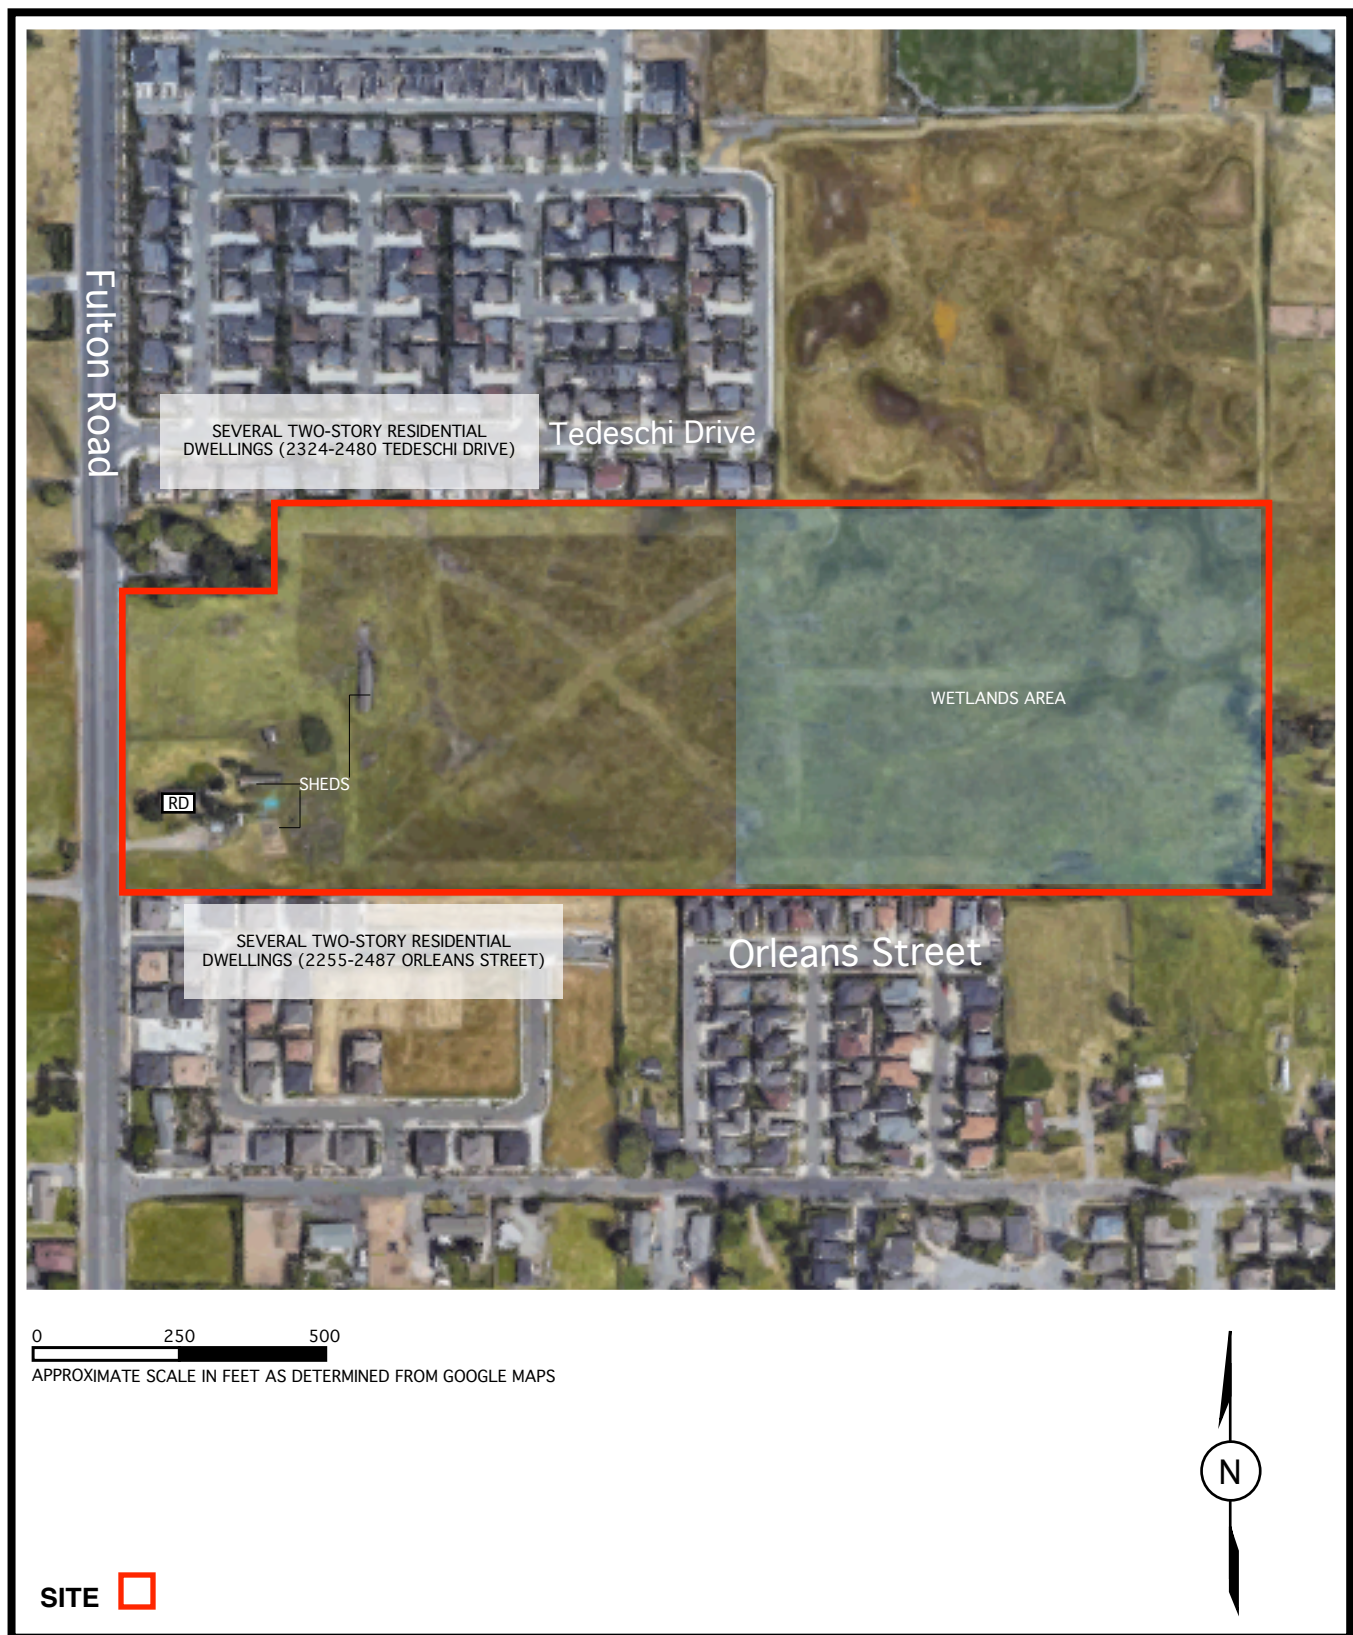 Fulton Road
SEVERAL TWO-STORY RESIDENTIAL
DWELLINGS (2324-2480 TEDESCHI DRIVE)
Tedeschi Drive
WETLANDS AREA
SHEDS
RD
SEVERAL TWO-STORY RESIDENTIAL
DWELLINGS (2255-2487 ORLEANS STREET)
Orleans Street
0 250 500
APPROXIMATE SCALE IN FEET AS DETERMINED FROM GOOGLE MAPS
N
SITE